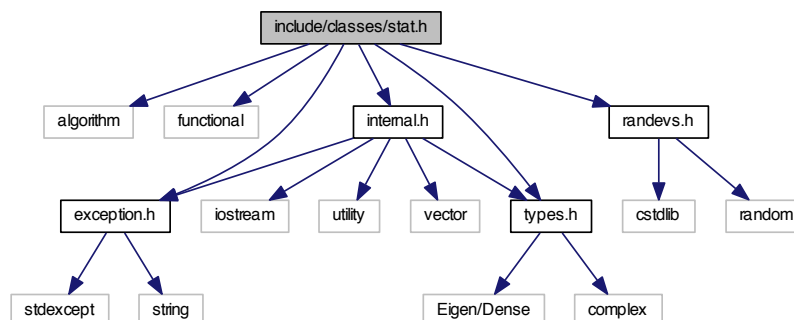 include/classes/stat.h
algorithm
functional
internal.h
randevs.h
exception.h
iostream
utility
vector
types.h
cstdlib
random
stdexcept
string
Eigen/Dense
complex